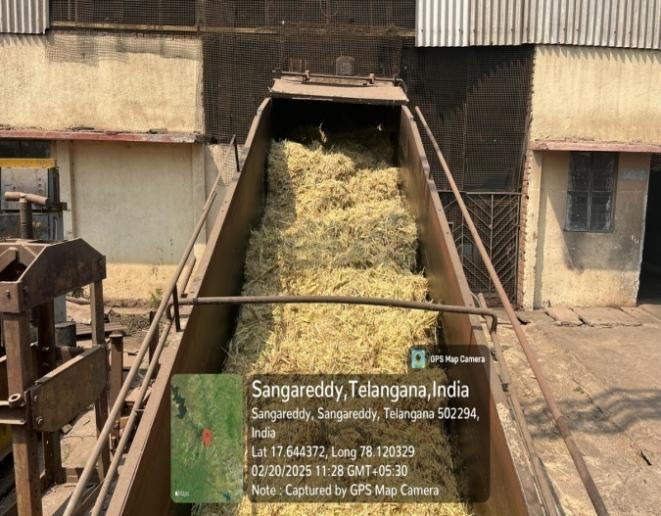 GPS Map Camera
Sangareddy,Telangana,India
Sangareddy, Sangareddy, Telangana 502294,
India
Lat 17.644372, Long 78.120329
02/20/2025 11:28 GMT+05:30
Note : Captured by GPS Map Camera
Maps